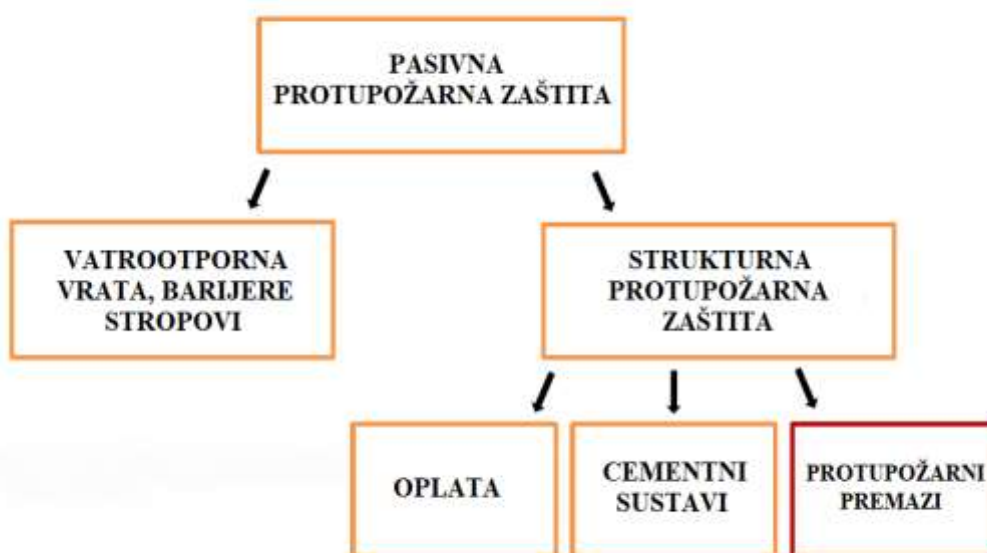 PASIVNA
PROTUPOŽARNA ZAŠTITA
VATROOTPORNA
VRATA, BARIJERE
STROPOVI
STRUKTURNA
PROTUPOŽARNA
ZAŠTITA
OPLATA
CEMENTNI
SUSTAVI
PROTUPOŽARNI
PREMAZI